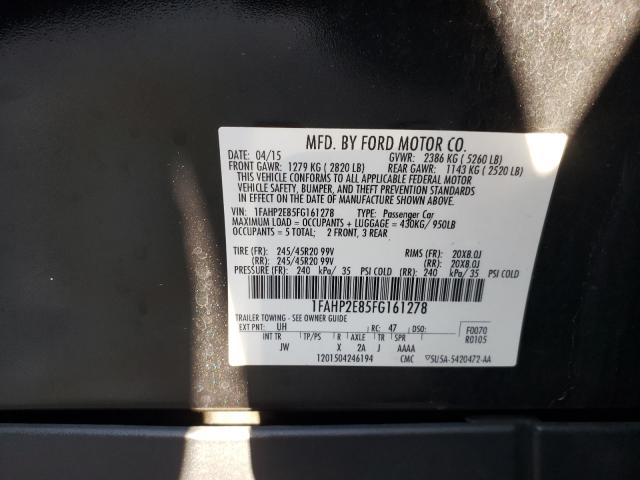 MFD. BY FORD MOTOR CO.
DATE: 04/15 GVWR: 2386 KG ( 5260 LB)
FRONT GAWR: 1279 KG ( 2820 LB) REAR GAWR: 1143 KG ( 2520 LB)
THIS VEHICLE CONFORMS TO ALL APPLICABLE FEDERAL MOTOR
VEHICLE SAFETY, BUMPER, AND THEFT PREVENTION STANDARDS
IN EFFECT ON THE DATE OF MANUFACTURE SHOWN ABOVE.
VIN: 1FAHP2E85FG161278 TYPE: Passenger Car
MAXIMUM LOAD = OCCUPANTS + LUGGAGE = 430KG/ 950LB
OCCUPANTS = 5 TOTAL; 2 FRONT, 3 REAR
TIRE (FR): 245/45R20 99V RIMS (FR): 20X8.0J
(RR): 245/45R20 99V (RR): 20X8.0J
PRESSURE (FR): 240 kPa/ 35 PSI COLD (RR): 240 kPa/ 35 PSI COLD
1FAHP2E85FG161278
TRAILER TOWING - SEE OWNER GUIDE
EXT PNT: UH RC: 47 DSO: F0070
INT TR TP/PS R AXLE TR SPR R0105
JW X 2A J AAAA
1201504246194 CMC ▽5U5A-5420472-AA